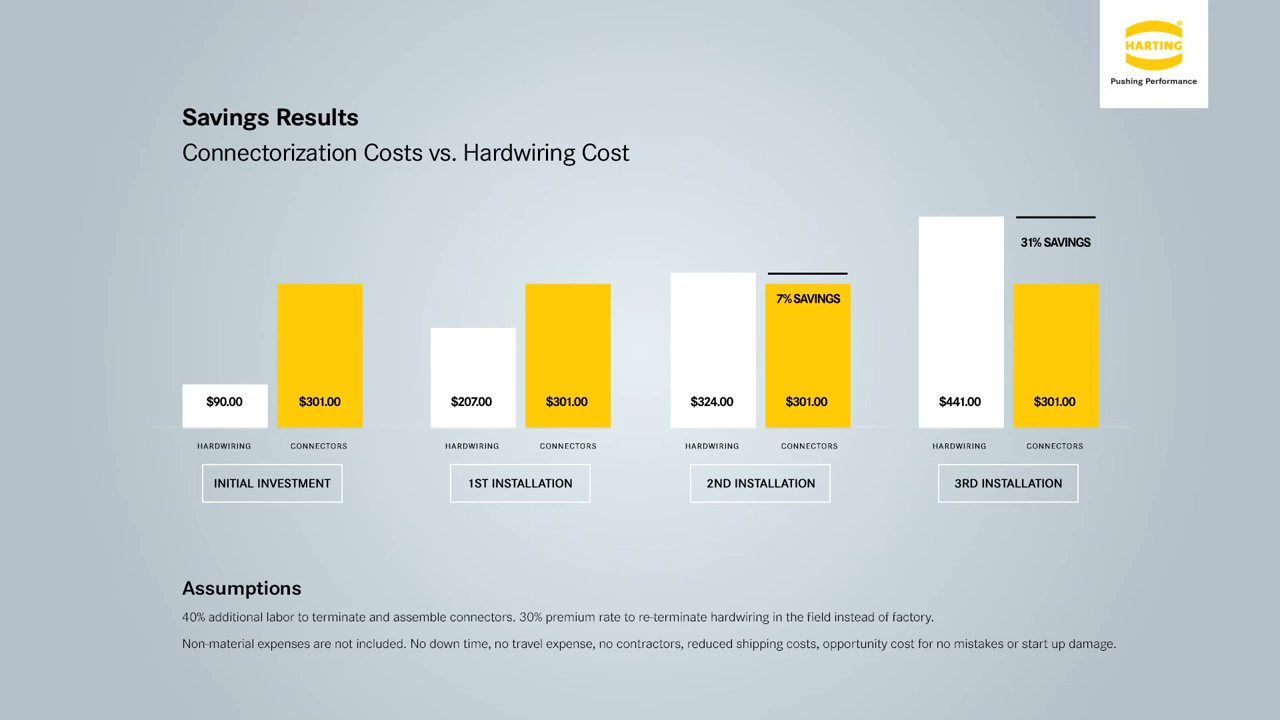 HARTING®
Pushing Performance
Savings Results
Connectorization Costs vs. Hardwiring Cost
31% SAVINGS
7% SAVINGS
$90.00 $301.00 $207.00 $301.00 $324.00 $301.00 $441.00 $301.00
HARDWIRING CONNECTORS HARDWIRING CONNECTORS HARDWIRING CONNECTORS HARDWIRING CONNECTORS
INITIAL INVESTMENT 1ST INSTALLATION 2ND INSTALLATION 3RD INSTALLATION
Assumptions
40% additional labor to terminate and assemble connectors. 30% premium rate to re-terminate hardwiring in the field instead of factory.
Non-material expenses are not included. No down time, no travel expense, no contractors, reduced shipping costs, opportunity cost for no mistakes or start up damage.